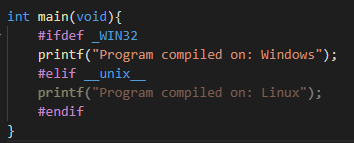 int main(void){
#ifdef _WIN32
printf("Program compiled on: Windows");
#elif __unix__
printf("Program compiled on: Linux");
#endif
}